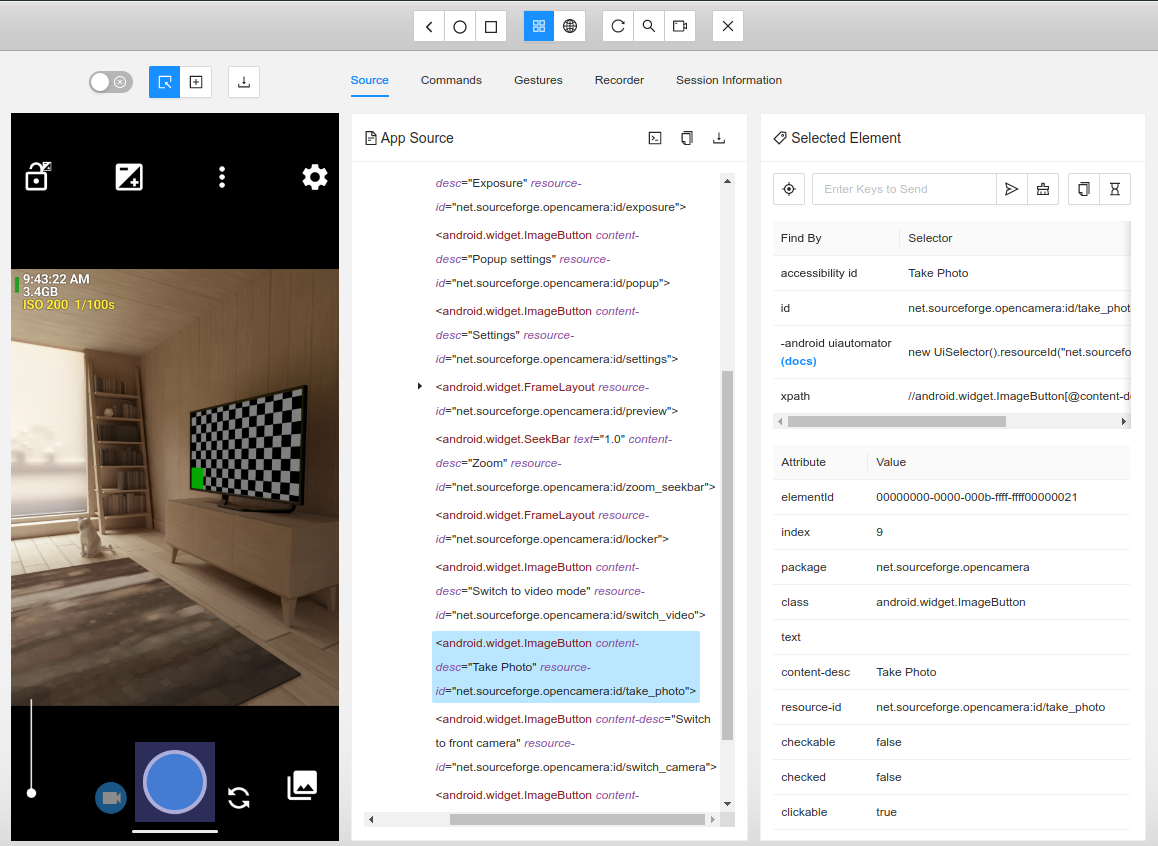 Source
Commands
Gestures
Recorder
Session Information
9:43:22 AM
3.4GB
ISO 200 1/100s
App Source
desc="Exposure" resource-
id="net.sourceforge.opencamera:id/exposure">
<android.widget.ImageButton content-
desc="Popup settings" resource-
id="net.sourceforge.opencamera:id/popup">
<android.widget.ImageButton content-
desc="Settings" resource-
id="net.sourceforge.opencamera:id/settings">
<android.widget.FrameLayout resource-
id="net.sourceforge.opencamera:id/preview">
<android.widget.SeekBar text="1.0" content-
desc="Zoom" resource-
id="net.sourceforge.opencamera:id/zoom_seekbar">
<android.widget.FrameLayout resource-
id="net.sourceforge.opencamera:id/locker">
<android.widget.ImageButton content-
desc="Switch to video mode" resource-
id="net.sourceforge.opencamera:id/switch_video">
<android.widget.ImageButton content-
desc="Take Photo" resource-
id="net.sourceforge.opencamera:id/take_photo">
<android.widget.ImageButton content-desc="Switch
to front camera" resource-
id="net.sourceforge.opencamera:id/switch_camera">
<android.widget.ImageButton content-
Selected Element
Enter Keys to Send
Find By Selector
accessibility id Take Photo
id net.sourceforge.opencamera:id/take_phot
-android uiautomator
(docs)
new UiSelector().resourceId("net.sourcefo
xpath //android.widget.ImageButton[@content-d
Attribute Value
elementId 00000000-0000-000b-ffff-ffff00000021
index 9
package net.sourceforge.opencamera
class android.widget.ImageButton
text
content-desc Take Photo
resource-id net.sourceforge.opencamera:id/take_photo
checkable false
checked false
clickable true